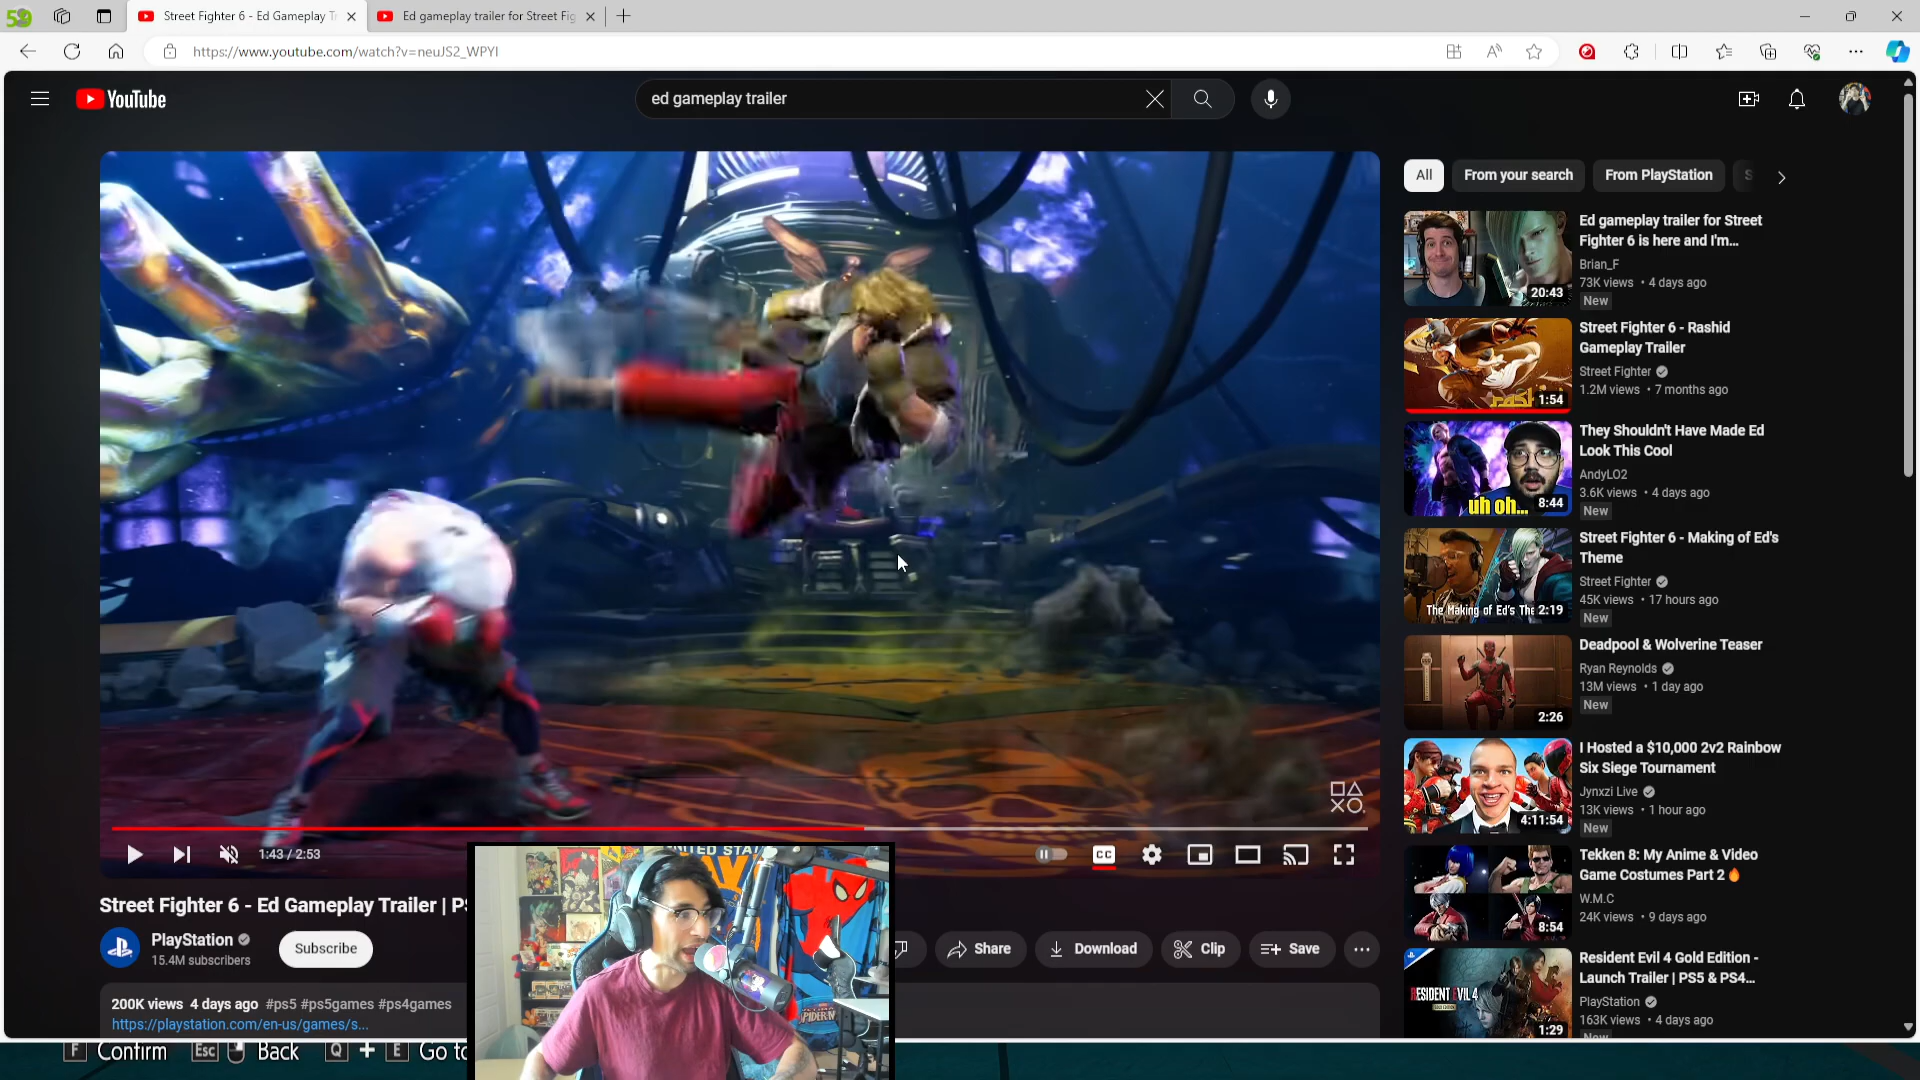 59
Street Fighter 6 - Ed Gameplay T
Ed gameplay trailer for Street Fig
https://www.youtube.com/watch?v=neuJS2_WPYI
YouTube
ed gameplay trailer
1:43 / 2:53
CC
Street Fighter 6 - Ed Gameplay Trailer | PS
PlayStation
15.4M subscribers
Subscribe
Share
Download
Clip
Save
200K views 4 days ago #ps5 #ps5games #ps4games
https://playstation.com/en-us/games/s...
F Confirm Esc Back Q + E Go to
All
From your search
From PlayStation
S
20:43
Ed gameplay trailer for Street
Fighter 6 is here and I'm...
Brian_F
73K views • 4 days ago
New
1:54
Street Fighter 6 - Rashid
Gameplay Trailer
Street Fighter
1.2M views • 7 months ago
uh oh...
8:44
They Shouldn't Have Made Ed
Look This Cool
AndyLO2
3.6K views • 4 days ago
New
The Making of Ed's The
2:19
Street Fighter 6 - Making of Ed's
Theme
Street Fighter
45K views • 17 hours ago
New
2:26
Deadpool & Wolverine Teaser
Ryan Reynolds
13M views • 1 day ago
New
4:11:54
I Hosted a $10,000 2v2 Rainbow
Six Siege Tournament
Jynxzi Live
13K views • 1 hour ago
New
8:54
Tekken 8: My Anime & Video
Game Costumes Part 2
W.M.C
24K views • 9 days ago
RESIDENT EVIL 4
1:29
Resident Evil 4 Gold Edition -
Launch Trailer | PS5 & PS4...
PlayStation
163K views • 4 days ago
New